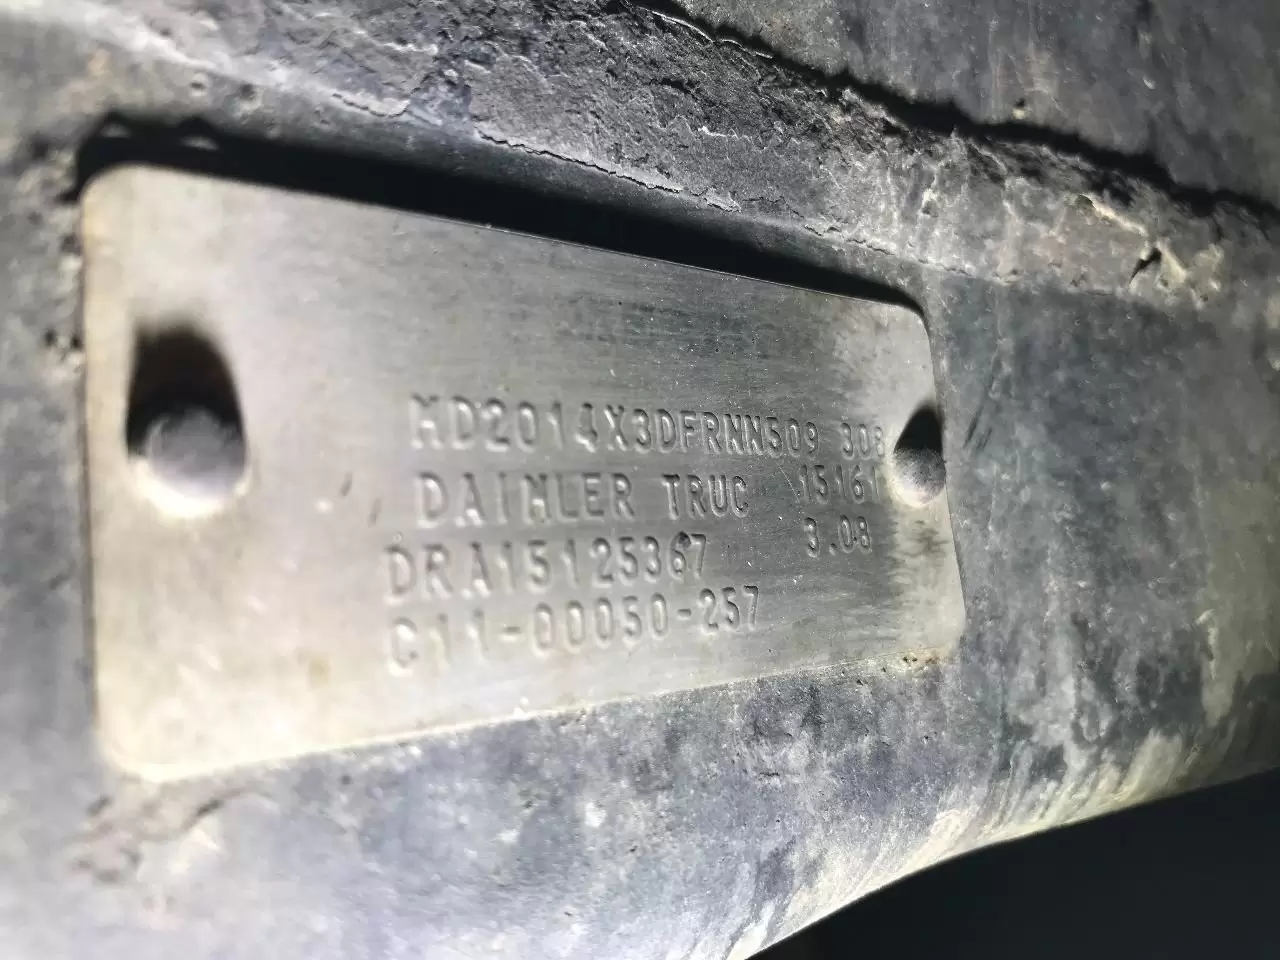 MD2014X3DFRNN509 308
DAIMLER TRUC 15161
DRA15125367 3.08
C11-00050-257